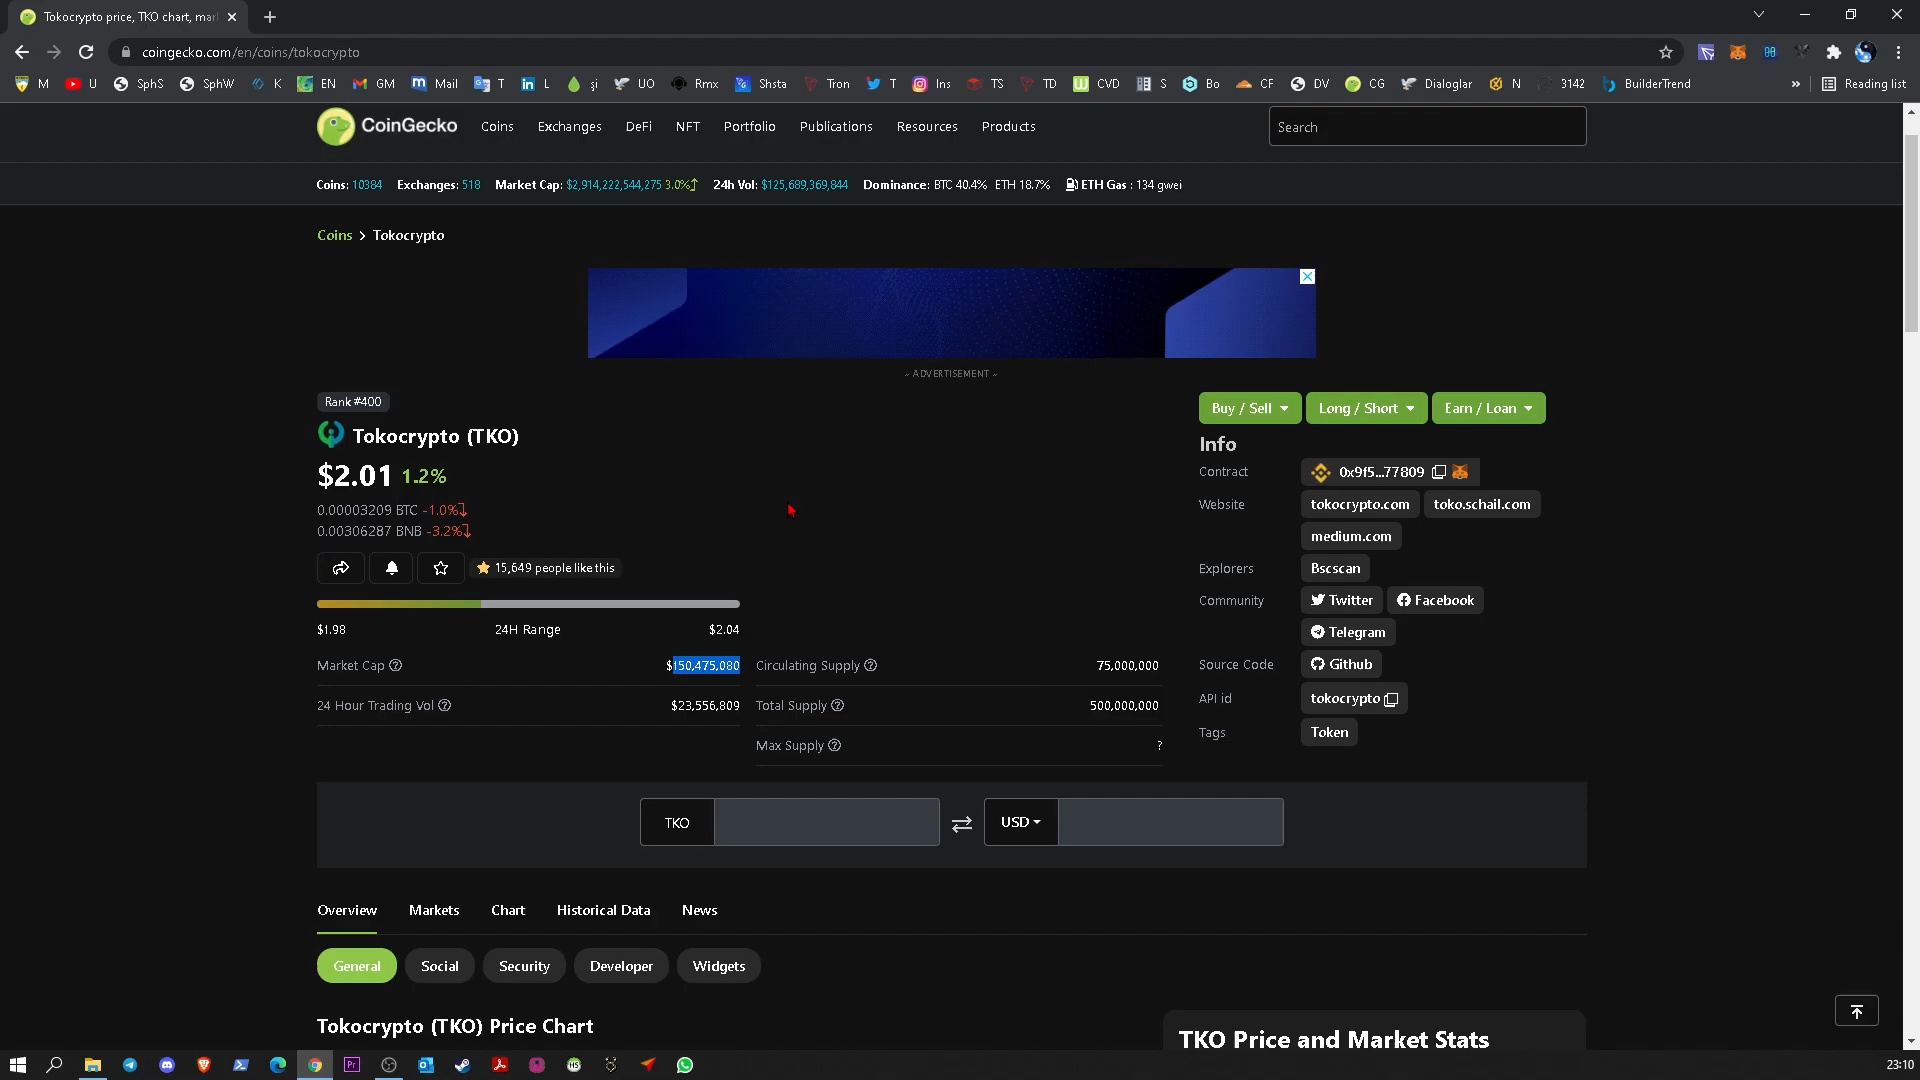 Tokocrypto price, TKO chart, mar
coingecko.com/en/coins/tokocrypto
M U SphS SphW K EN GM Mail T L şi UO Rmx Shsta Tron T Ins TS TD CVD S Bo CF DV CG Dialoglar N 3142 BuilderTrend » Reading list
CoinGecko Coins Exchanges DeFi NFT Portfolio Publications Resources Products Search
Coins: 10384 Exchanges: 518 Market Cap: $2,914,222,544,275 3.0% 24h Vol: $125,689,369,844 Dominance: BTC 40.4% ETH 18.7% ETH Gas : 134 gwei
Coins > Tokocrypto
~ ADVERTISEMENT ~
Rank #400
Tokocrypto (TKO)
$2.01 1.2%
0.00003209 BTC -1.0%
0.00306287 BNB -3.2%
15,649 people like this
$1.98 24H Range $2.04
Market Cap $150,475,080
24 Hour Trading Vol $23,556,809
Circulating Supply 75,000,000
Total Supply 500,000,000
Max Supply ?
Buy / Sell Long / Short Earn / Loan
Info
Contract 0x9f5...77809
Website tokocrypto.com toko.schail.com
medium.com
Explorers Bscscan
Community Twitter Facebook
Telegram
Source Code Github
API id tokocrypto
Tags Token
TKO USD
Overview Markets Chart Historical Data News
General Social Security Developer Widgets
Tokocrypto (TKO) Price Chart
TKO Price and Market Stats
23:10